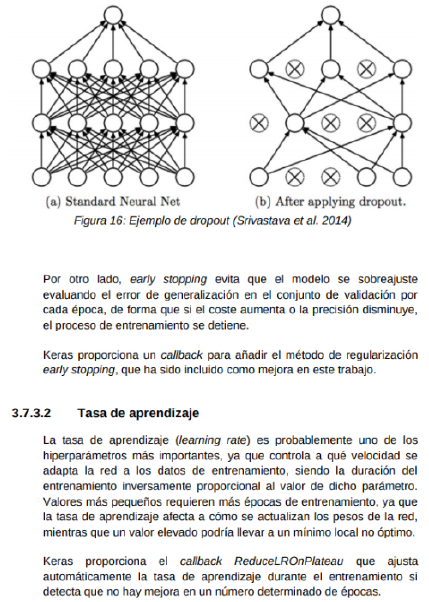 (a) Standard Neural Net
(b) After applying dropout.
Figura 16: Ejemplo de dropout (Srivastava et al. 2014)
Por otro lado, early stopping evita que el modelo se sobreajuste
evaluando el error de generalización en el conjunto de validación por
cada época, de forma que si el coste aumenta o la precisión disminuye,
el proceso de entrenamiento se detiene.
Keras proporciona un callback para añadir el método de regularización
early stopping, que ha sido incluido como mejora en este trabajo.
3.7.3.2 Tasa de aprendizaje
La tasa de aprendizaje (learning rate) es probablemente uno de los
hiperparámetros más importantes, ya que controla a qué velocidad se
adapta la red a los datos de entrenamiento, siendo la duración del
entrenamiento inversamente proporcional al valor de dicho parámetro.
Valores más pequeños requieren más épocas de entrenamiento, ya que
la tasa de aprendizaje afecta a cómo se actualizan los pesos de la red,
mientras que un valor elevado podría llevar a un mínimo local no óptimo.
Keras proporciona el callback ReduceLROnPlateau que ajusta
automáticamente la tasa de aprendizaje durante el entrenamiento si
detecta que no hay mejora en un número determinado de épocas.